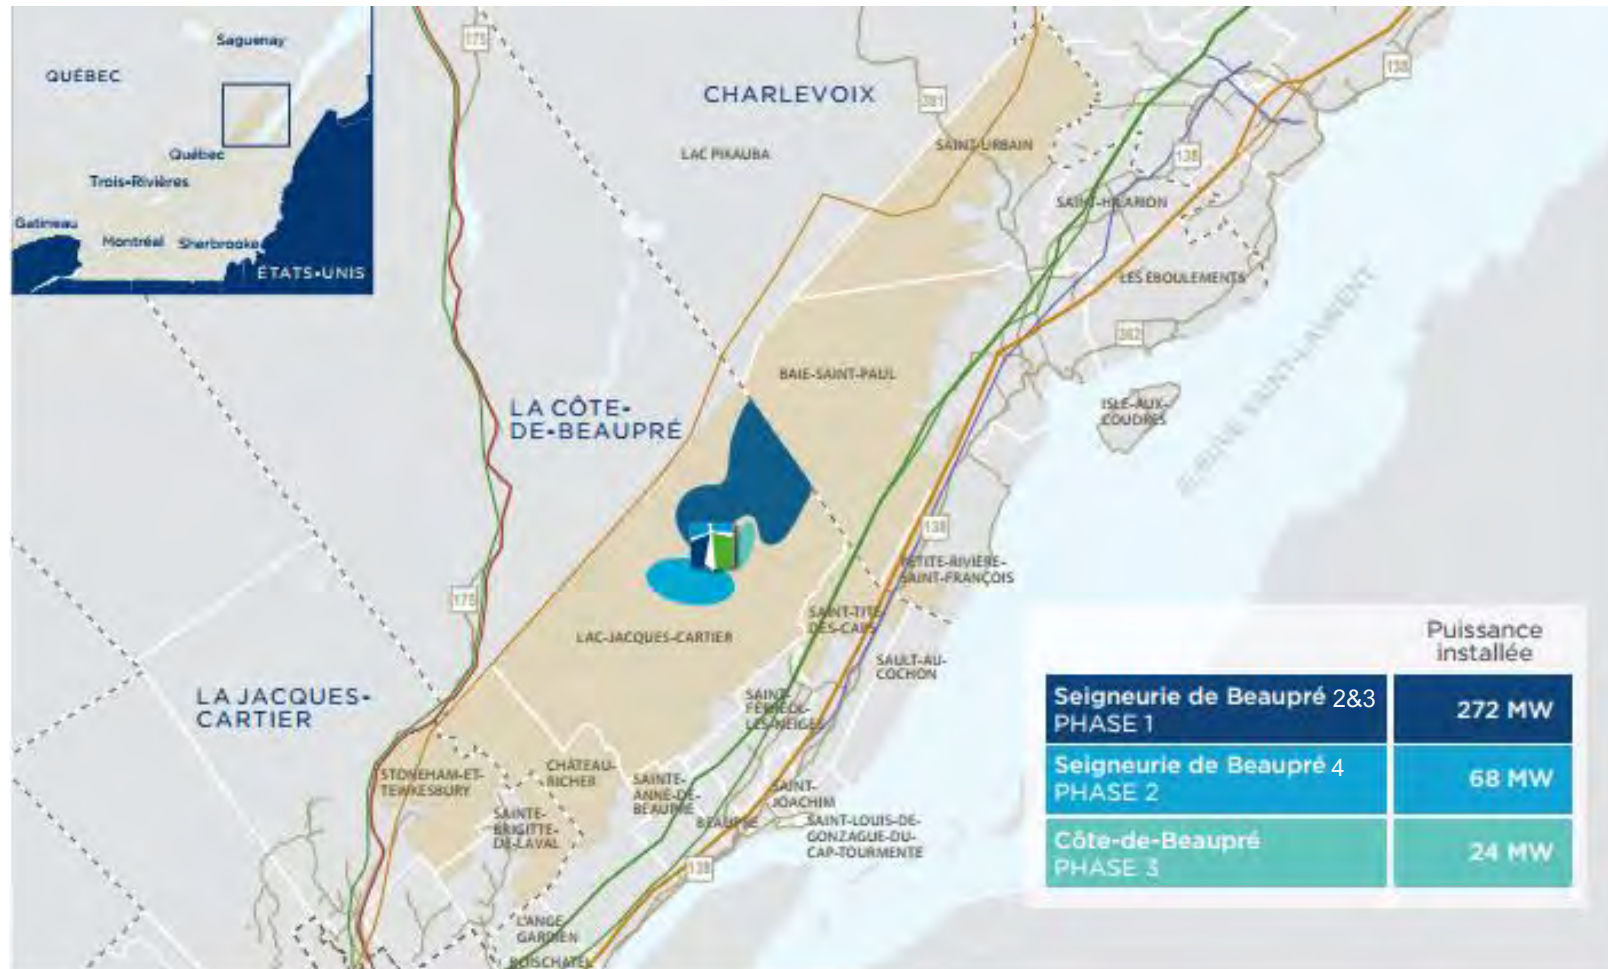 Saguenay
QUÉBEC
Québec
Trois-Rivières
Gatineau
Montréal
Sherbrooke
ÉTATS-UNIS
175
138
CHARLEVOIX
381
LAC PIKAUBA
SAINT-URBAIN
138
SAINT-HILARION
LES ÉBOULEMENTS
362
BAIE-SAINT-PAUL
LA CÔTE-
DE-BEAUPRÉ
ISLE-AUX-
COUDRES
FLEUVE SAINT-LAURENT
138
PETITE-RIVIÈRE-
SAINT-FRANÇOIS
175
SAINT-TITE-
DES-CAPS
LAC-JACQUES-CARTIER
SAULT-AU-
COCHON
LA JACQUES-
CARTIER
SAINT-
FERRÉOL-
LES-NEIGES
STONEHAM-ET-
TEWKESBURY
CHÂTEAU-
RICHER
SAINTE-
ANNE-DE-
BEAUPRÉ
SAINT-
JOACHIM
SAINTE-
BRIGITTE-
DE-LAVAL
BEAUPRÉ
SAINT-LOUIS-DE-
GONZAGUE-DU-
CAP-TOURMENTE
138
L'ANGE
GARDIEN
BOISCHATEL
Puissance
installée
Seigneurie de Beaupré 2&3
PHASE 1
272 MW
Seigneurie de Beaupré 4
PHASE 2
68 MW
Côte-de-Beaupré
PHASE 3
24 MW